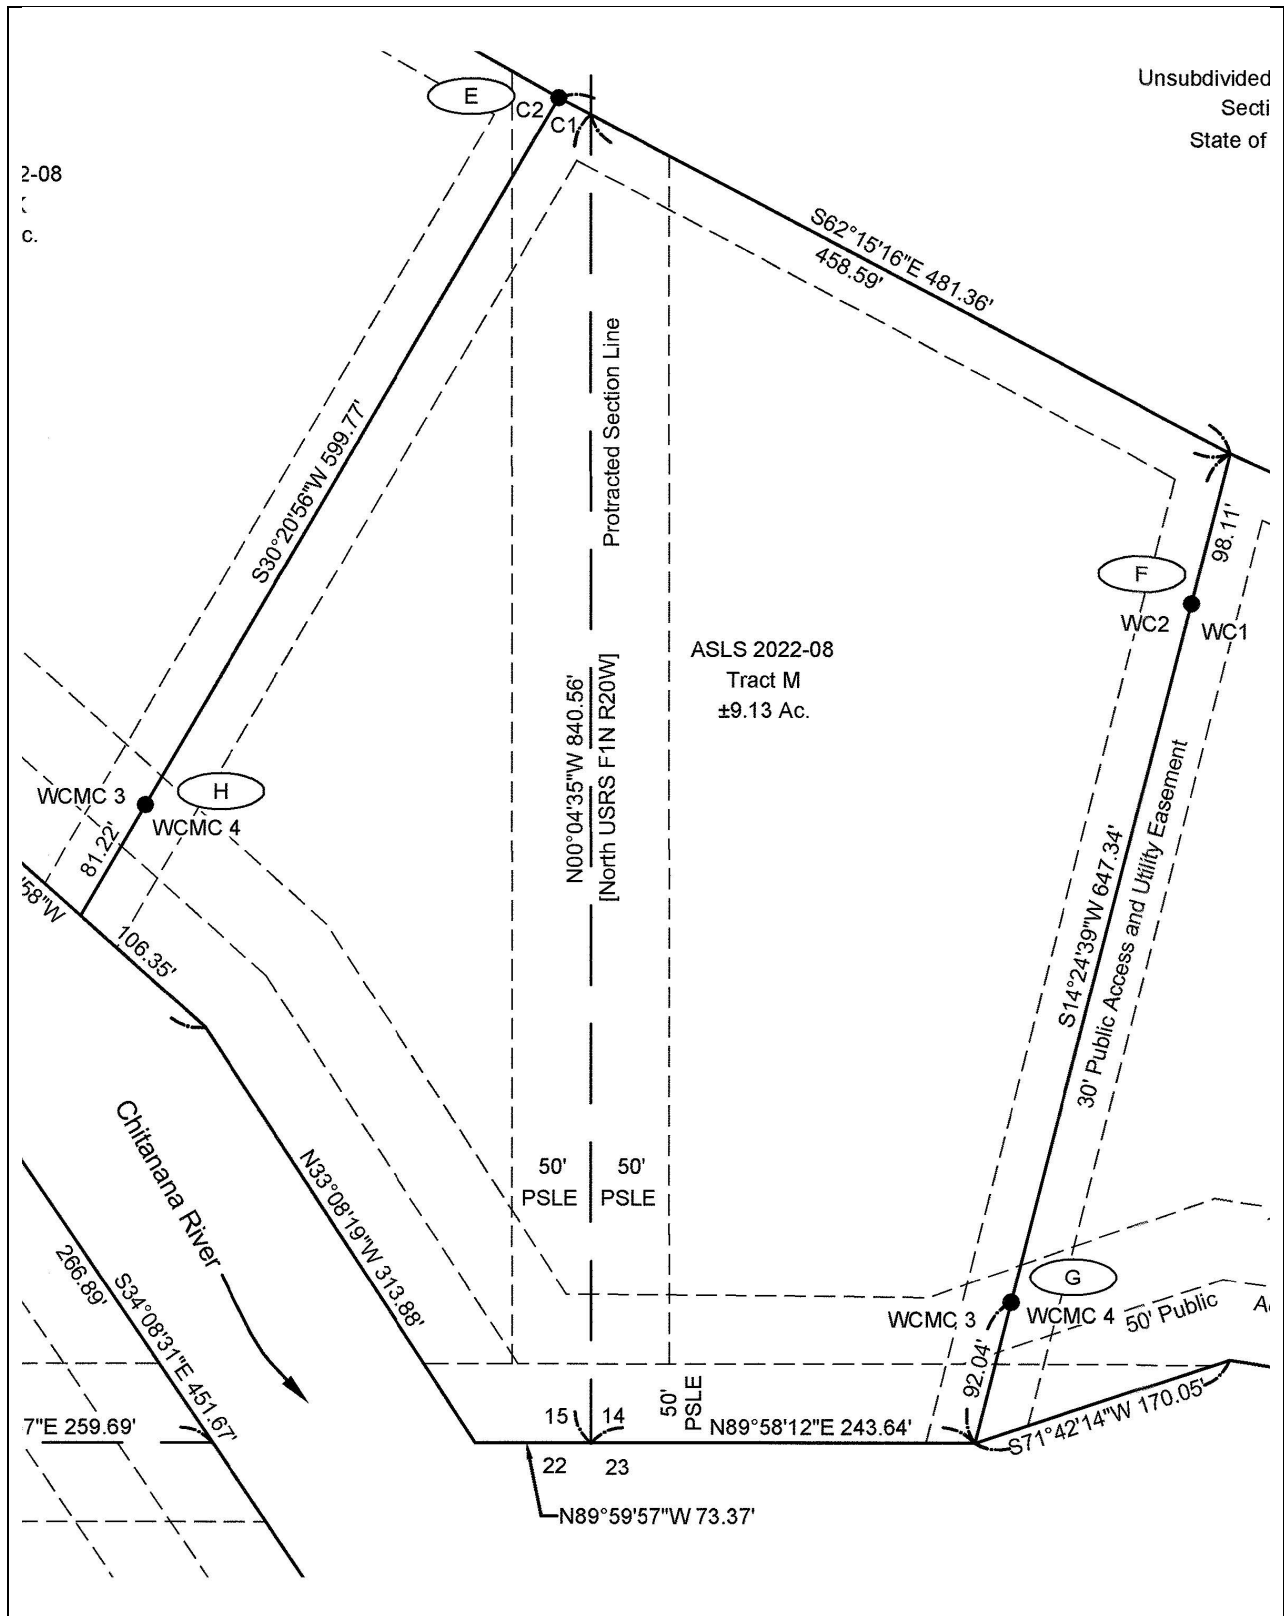 Unsubdivided
Secti
State of
E
C2
C1
2-08
c.
S62°15'16"E 481.36'
458.59'
Protracted Section Line
S30°20'56"W 599.77'
98.11'
F
WC2
WC1
ASLS 2022-08
Tract M
±9.13 Ac.
N00°04'35"W 840.56'
[North USRS F1N R20W]
WCMC 3
H
WCMC 4
81.22'
'58"W
106.35'
S14°24'39"W 647.34'
30' Public Access and Utility Easement
Chitanana River
N33°08'19"W 313.88'
50'
PSLE
50'
PSLE
266.89'
S34°08'31"E 451.67'
G
WCMC 3
WCMC 4
50' Public
92.04'
50'
PSLE
7"E 259.69'
15
14
N89°58'12"E 243.64'
S71°42'14"W 170.05'
22
23
N89°59'57"W 73.37'